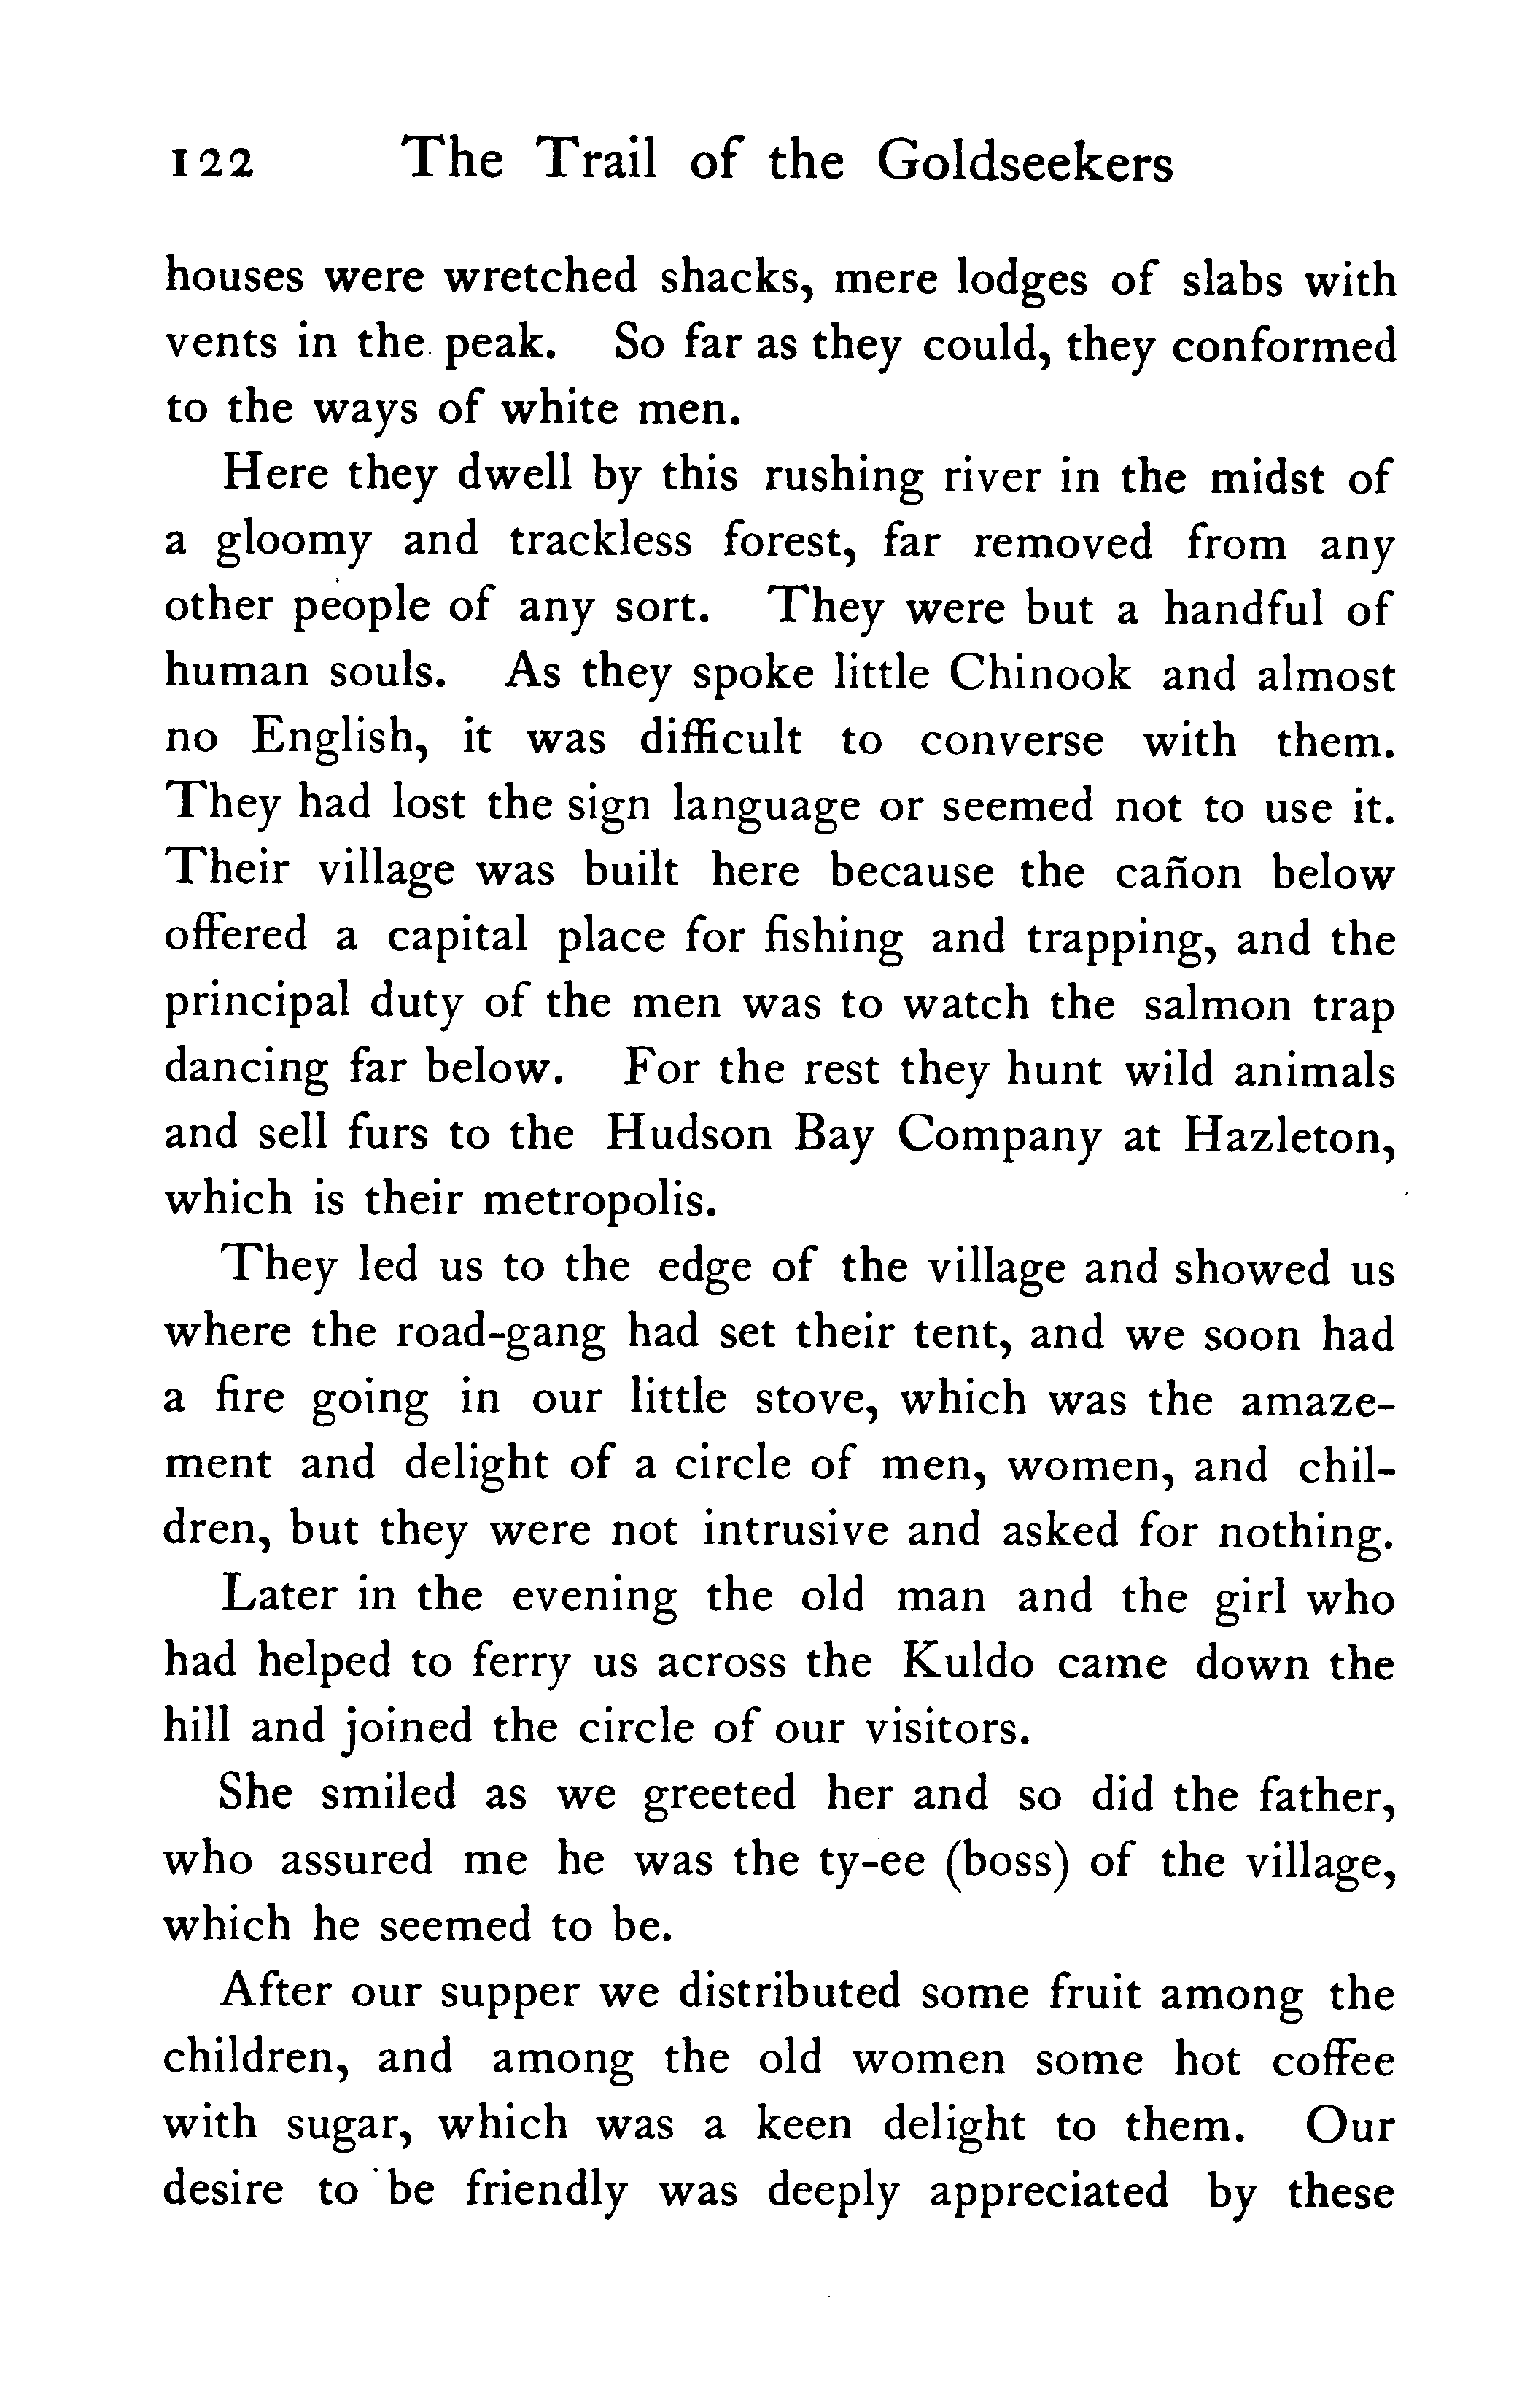 122 The Trail of the Goldseekers
houses were wretched shacks, mere lodges of slabs with
vents in the peak. So far as they could, they conformed
to the ways of white men.
Here they dwell by this rushing river in the midst of
a gloomy and trackless forest, far removed from any
other people of any sort. They were but a handful of
human souls. As they spoke little Chinook and almost
no English, it was difficult to converse with them.
They had lost the sign language or seemed not to use it.
Their village was built here because the cañon below
offered a capital place for fishing and trapping, and the
principal duty of the men was to watch the salmon trap
dancing far below. For the rest they hunt wild animals
and sell furs to the Hudson Bay Company at Hazleton,
which is their metropolis.
They led us to the edge of the village and showed us
where the road-gang had set their tent, and we soon had
a fire going in our little stove, which was the amaze-
ment and delight of a circle of men, women, and chil-
dren, but they were not intrusive and asked for nothing.
Later in the evening the old man and the girl who
had helped to ferry us across the Kuldo came down the
hill and joined the circle of our visitors.
She smiled as we greeted her and so did the father,
who assured me he was the ty-ee (boss) of the village,
which he seemed to be.
After our supper we distributed some fruit among the
children, and among the old women some hot coffee
with sugar, which was a keen delight to them. Our
desire to be friendly was deeply appreciated by these